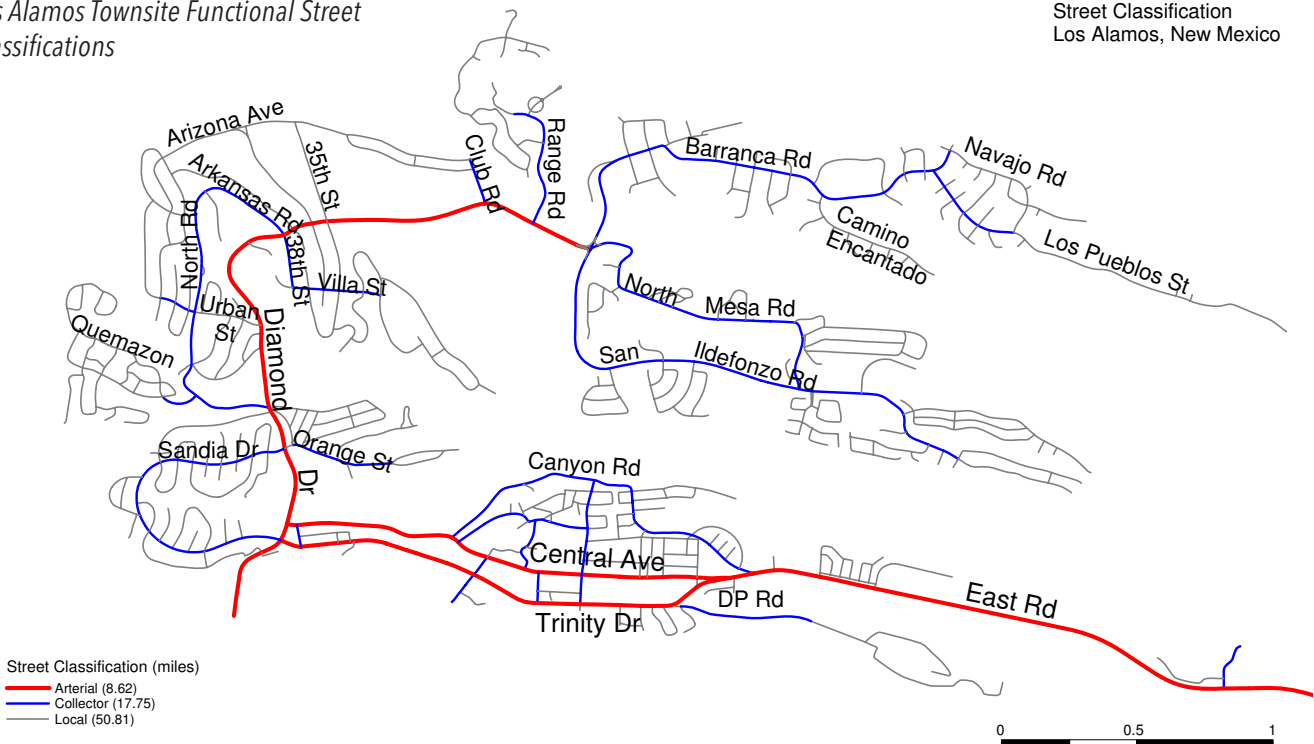 s Alamos Townsite Functional Street
assifications
Street Classification
Los Alamos, New Mexico
Arizona Ave
35th St
Club Rd
Range Rd
Barranca Rd
Navajo Rd
Arkansas Rd
North Rd
38th St
Villa St
Camino
Encantado
Los Pueblos St
Urban
St
Quemazon
Diamond
Dr
North
Mesa Rd
San
Ildefonzo Rd
Sandia Dr
Orange St
Canyon Rd
Central Ave
Trinity Dr
DP Rd
East Rd
Street Classification (miles)
Arterial (8.62)
Collector (17.75)
Local (50.81)
0 0.5 1